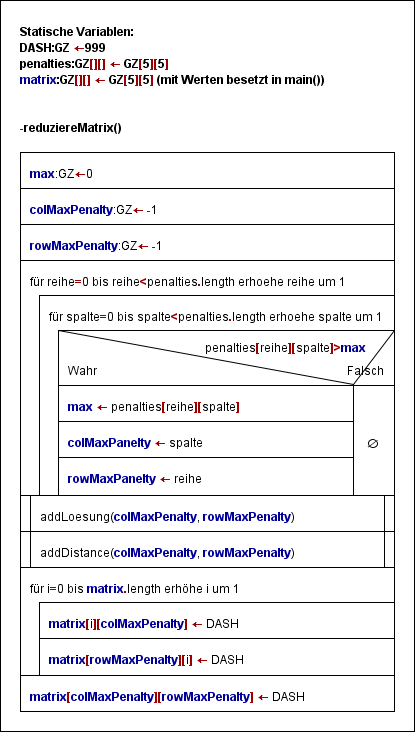 Statische Variablen:
DASH:GZ ←999
penalties:GZ[][] ← GZ[5][5]
matrix:GZ[][] ← GZ[5][5] (mit Werten besetzt in main())
-reduziereMatrix()
max:GZ←0
colMaxPenalty:GZ← -1
rowMaxPenalty:GZ← -1
für reihe=0 bis reihe<penalties.length erhoehe reihe um 1
für spalte=0 bis spalte<penalties.length erhoehe spalte um 1
penalties[reihe][spalte]>max
Wahr Falsch
max ← penalties[reihe][spalte]
colMaxPanelty ← spalte
∅
rowMaxPanelty ← reihe
addLoesung(colMaxPenalty, rowMaxPenalty)
addDistance(colMaxPenalty, rowMaxPenalty)
für i=0 bis matrix.length erhöhe i um 1
matrix[i][colMaxPenalty] ← DASH
matrix[rowMaxPenalty][i] ← DASH
matrix[colMaxPenalty][rowMaxPenalty] ← DASH